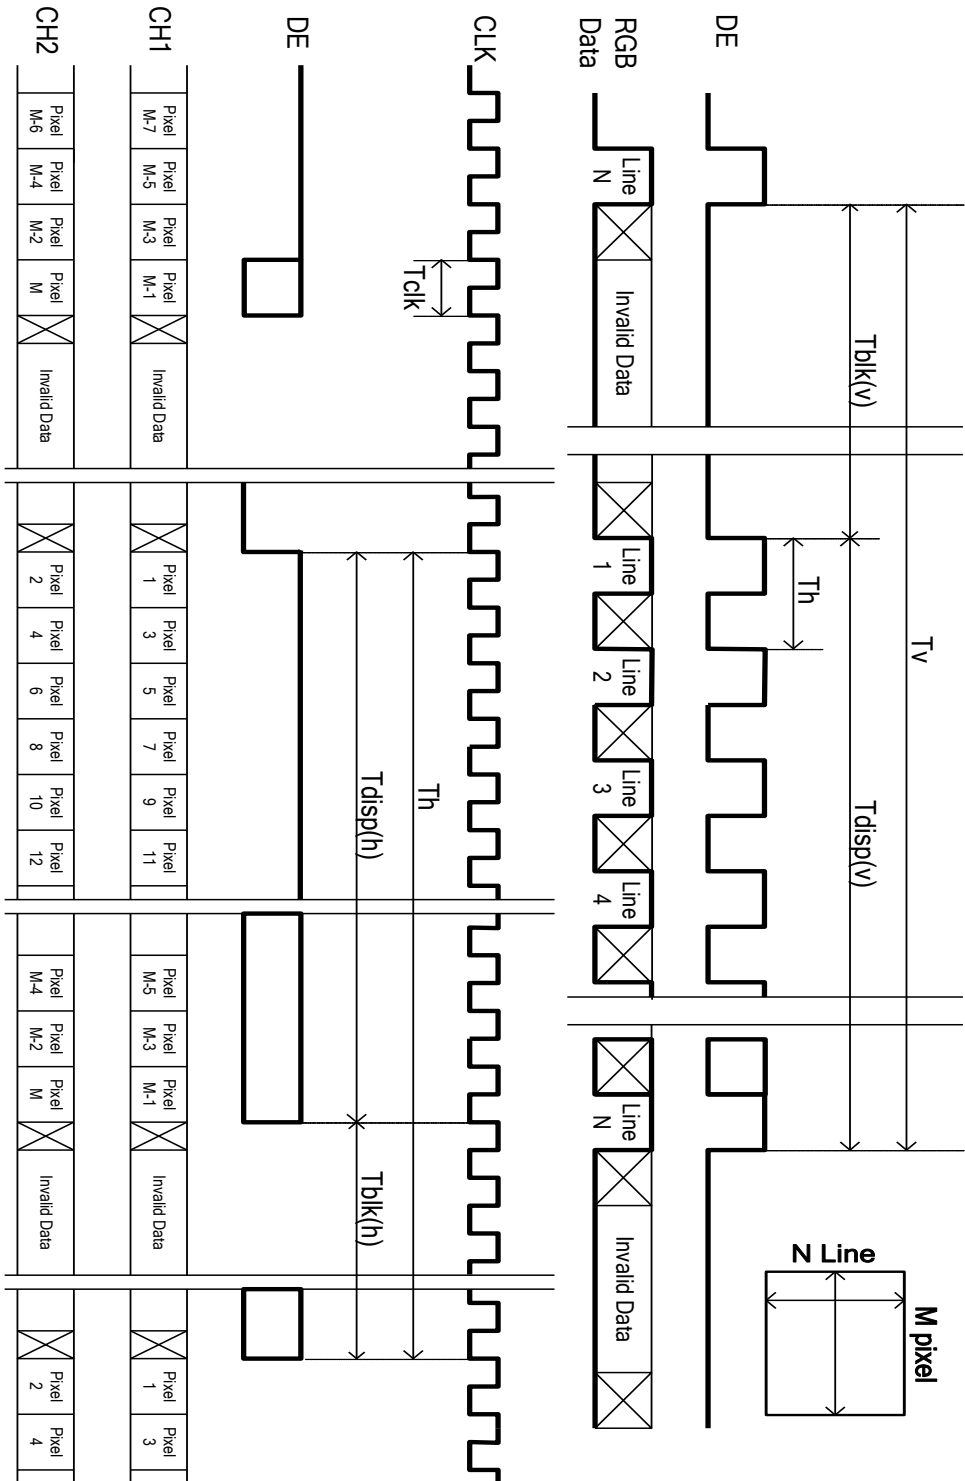 Tv
Tblk(v)
Tdisp(v)
Th
DE
RGB
Data
Line
N
Invalid Data
Line
1
Line
2
Line
3
Line
4
Line
N
Invalid Data
N Line
M pixel
CLK
Tclk
Th
Tdisp(h)
Tblk(h)
DE
CH1
Pixel
M-7
Pixel
M-5
Pixel
M-3
Pixel
M-1
Invalid Data
Pixel
1
Pixel
3
Pixel
5
Pixel
7
Pixel
9
Pixel
11
Pixel
M-5
Pixel
M-3
Pixel
M-1
Invalid Data
Pixel
1
Pixel
3
CH2
Pixel
M-6
Pixel
M-4
Pixel
M-2
Pixel
M
Invalid Data
Pixel
2
Pixel
4
Pixel
6
Pixel
8
Pixel
10
Pixel
12
Pixel
M-4
Pixel
M-2
Pixel
M
Invalid Data
Pixel
2
Pixel
4